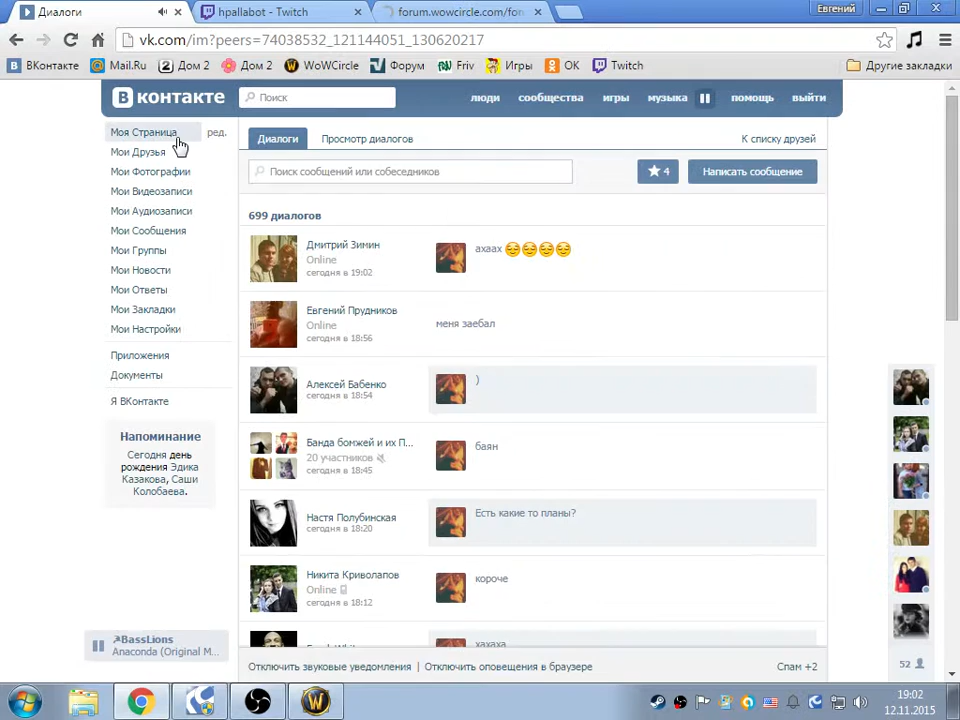 Диалоги
hpallabot - Twitch
forum.wowcircle.com/for
Евгений
vk.com/im?peers=74038532_121144051_130620217
ВКонтакте
Mail.Ru
Дом 2
Дом 2
WoWCircle
Форум
Friv
Игры
ОК
Twitch
Другие закладки
В контакте
Поиск
люди
сообщества
игры
музыка
помощь
выйти
Моя Страница
ред.
Мои Друзья
Мои Фотографии
Мои Видеозаписи
Мои Аудиозаписи
Мои Сообщения
Мои Группы
Мои Новости
Мои Ответы
Мои Закладки
Мои Настройки
Приложения
Документы
Я ВКонтакте
Напоминание
Сегодня день
рождения Эдика
Казакова, Саши
Колобаева.
BassLions
Anaconda (Original M...
Диалоги
Просмотр диалогов
К списку друзей
Поиск сообщений или собеседников
4
Написать сообщение
699 диалогов
Дмитрий Зимин
Online
сегодня в 19:02
ахаах 😌😌😌😌
Евгений Прудников
Online
сегодня в 18:56
меня заебал
Алексей Бабенко
сегодня в 18:54
)
Банда бомжей и их П...
20 участников
сегодня в 18:45
баян
Настя Полубинская
сегодня в 18:20
Есть какие то планы?
Никита Криволапов
Online
сегодня в 18:12
короче
хахаха
Отключить звуковые уведомления | Отключить оповещения в браузере
Спам +2
52
19:02
12.11.2015